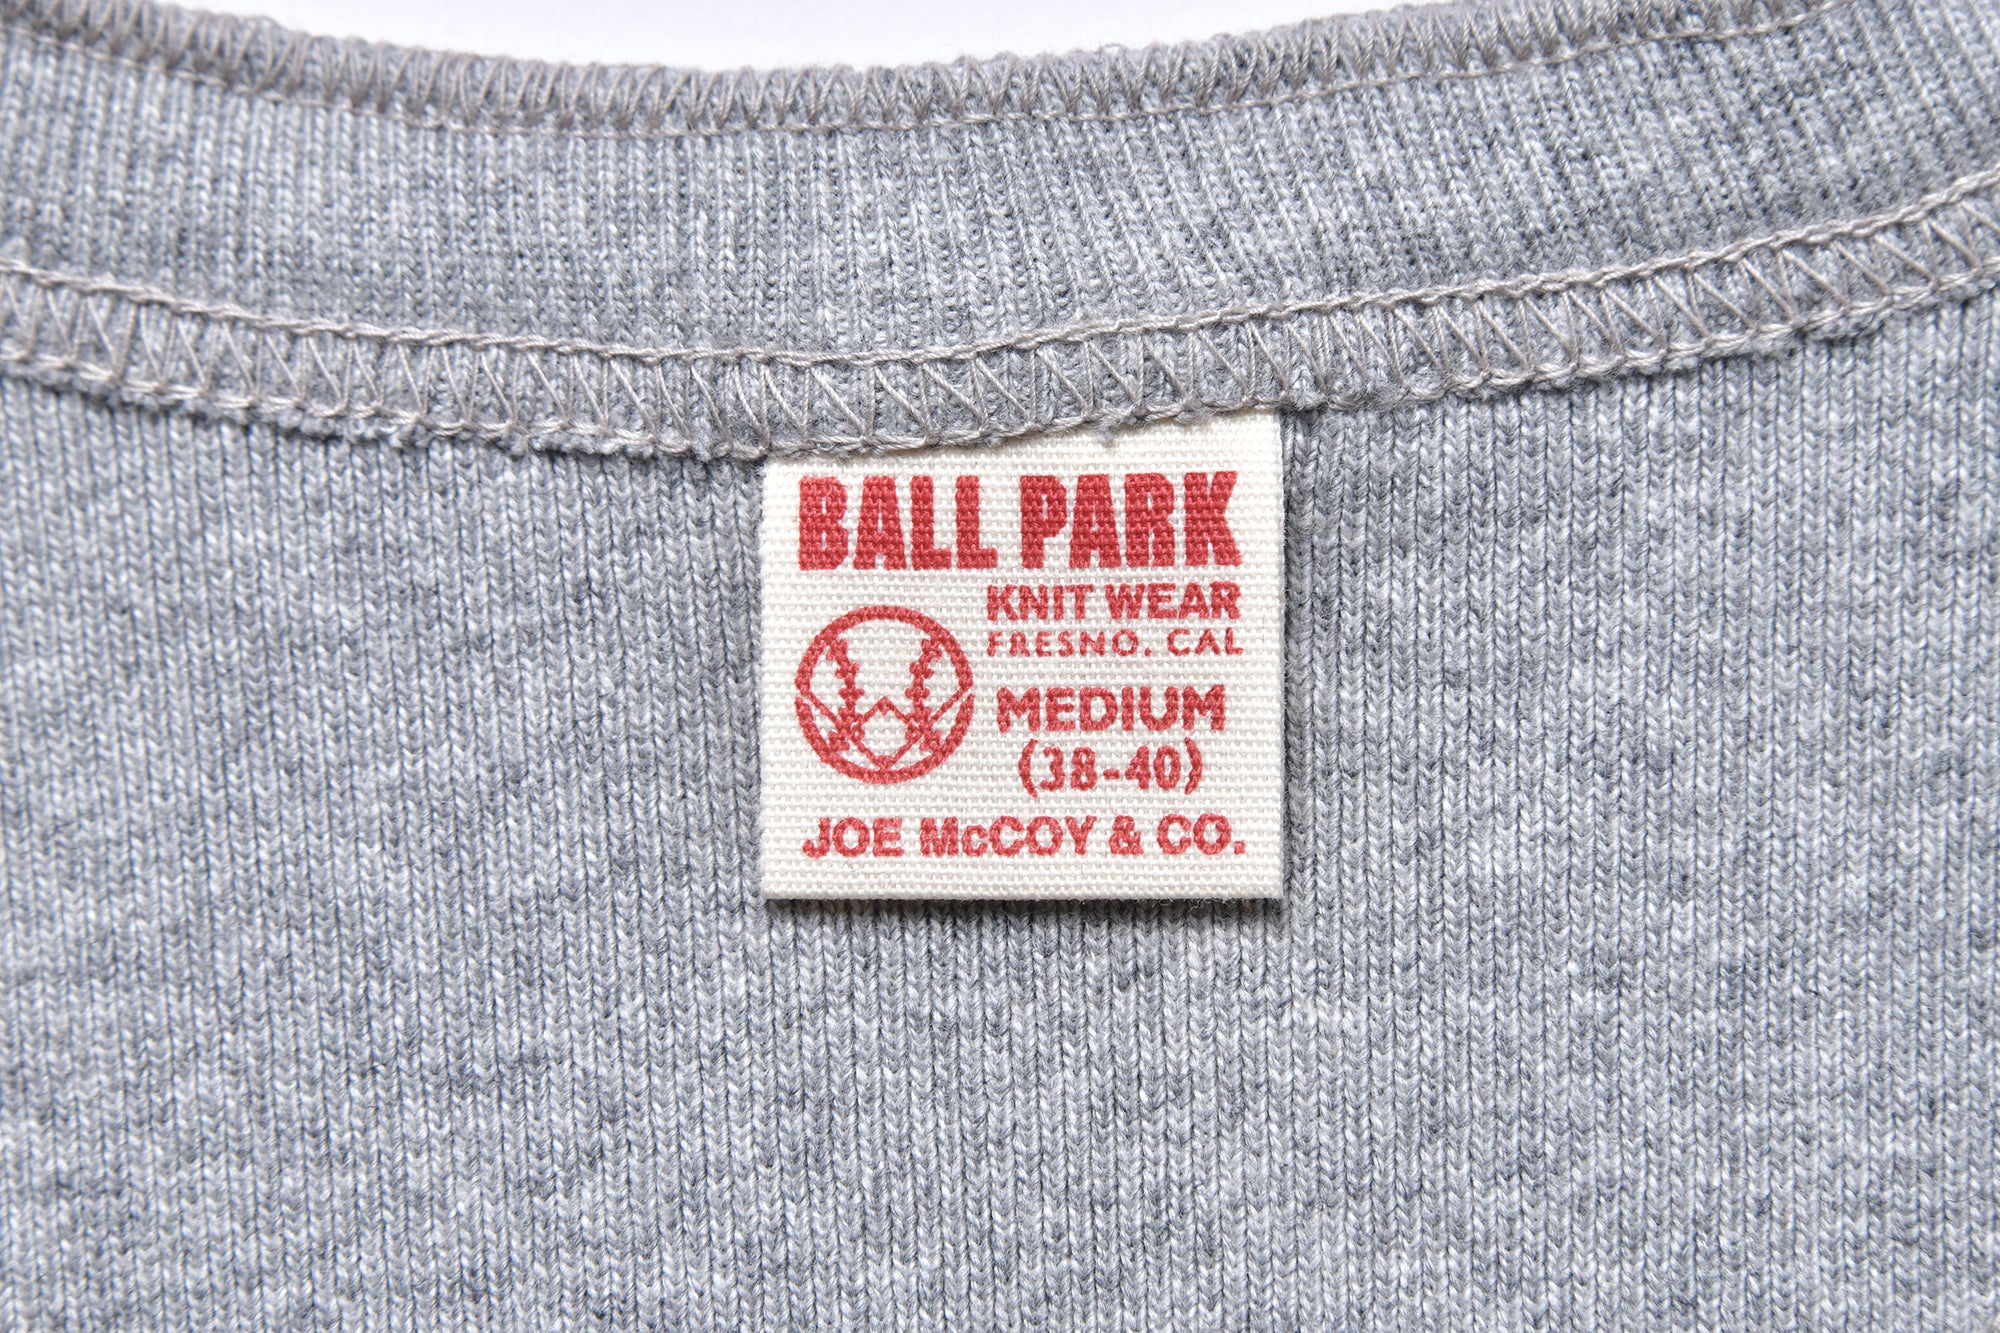 BALL PARK
KNIT WEAR
FRESNO. CAL
MEDIUM
(38-40)
JOE McCOY & CO.